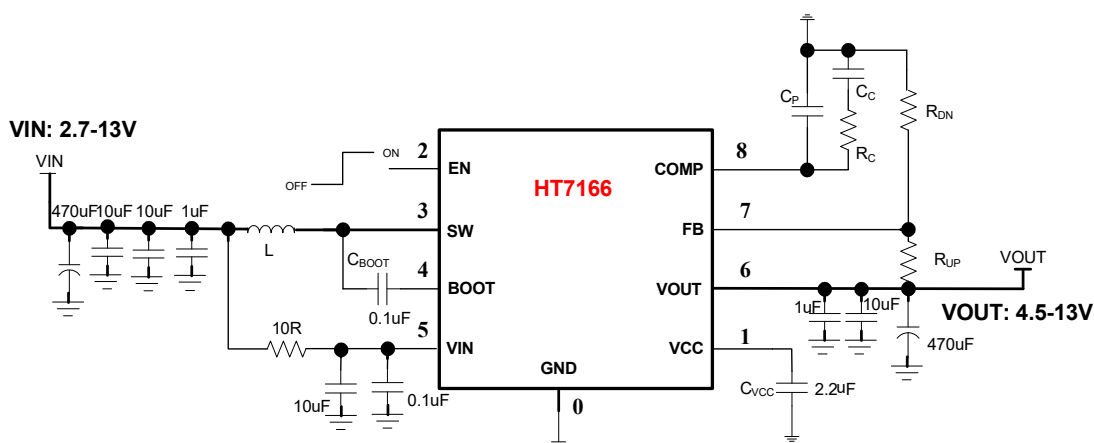 VIN: 2.7-13V
VIN
470uF
10uF
10uF
1uF
OFF
ON
L
CBOOT
0.1uF
10R
10uF
0.1uF
2
3
4
5
EN
SW
BOOT
VIN
HT7166
GND
0
COMP
FB
VOUT
VCC
8
7
6
1
CP
CC
RC
RDN
RUP
VOUT
VOUT: 4.5-13V
1uF
10uF
470uF
CVCC
2.2uF